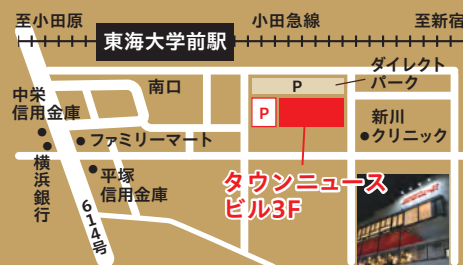 至小田原
小田急線
至新宿
東海大学前駅
ダイレクト
パーク
P
南口
中栄
信用金庫
P
新川
クリニック
ファミリーマート
横浜銀行
平塚
信用金庫
タウンニュース
ビル3F
614号